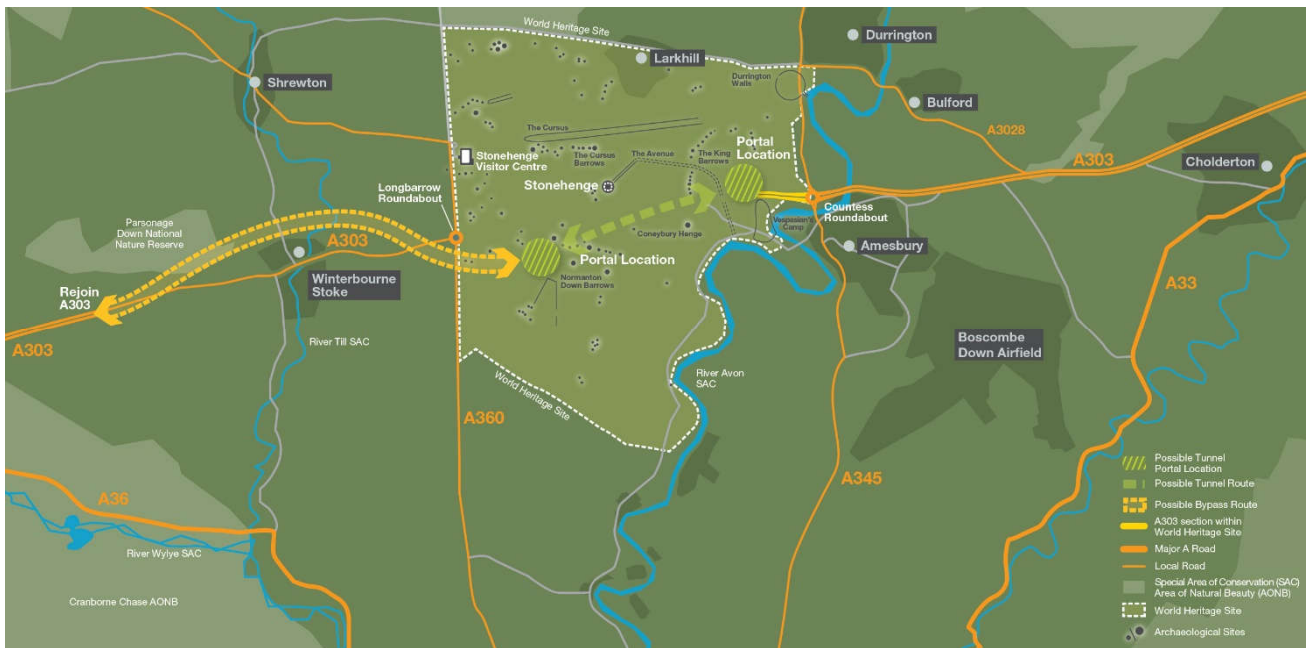 World Heritage Site
Durrington
Larkhill
Shrewton
Durrington
Walls
Bulford
A3028
A303
Cholderton
The Cursus
Portal
Location
The Cursus
Barrows
The Avenue
The King
Barrows
Stonehenge
Visitor Centre
Stonehenge
Longbarrow
Roundabout
Countess
Roundabout
Vespasian's
Camp
Parsonage
Down National
Nature Reserve
A303
Coneybury Henge
Amesbury
Portal Location
Winterbourne
Stoke
Normanton
Down Barrows
Rejoin
A303
A33
A303
River Till SAC
Boscombe
Down Airfield
World Heritage Site
River Avon
SAC
A360
A345
A36
River Wylye SAC
Cranborne Chase AONB
Possible Tunnel
Portal Location
Possible Tunnel Route
Possible Bypass Route
A303 section within
World Heritage Site
Major A Road
Local Road
Special Area of Conservation (SAC)
Area of Natural Beauty (AONB)
World Heritage Site
Archaeological Sites